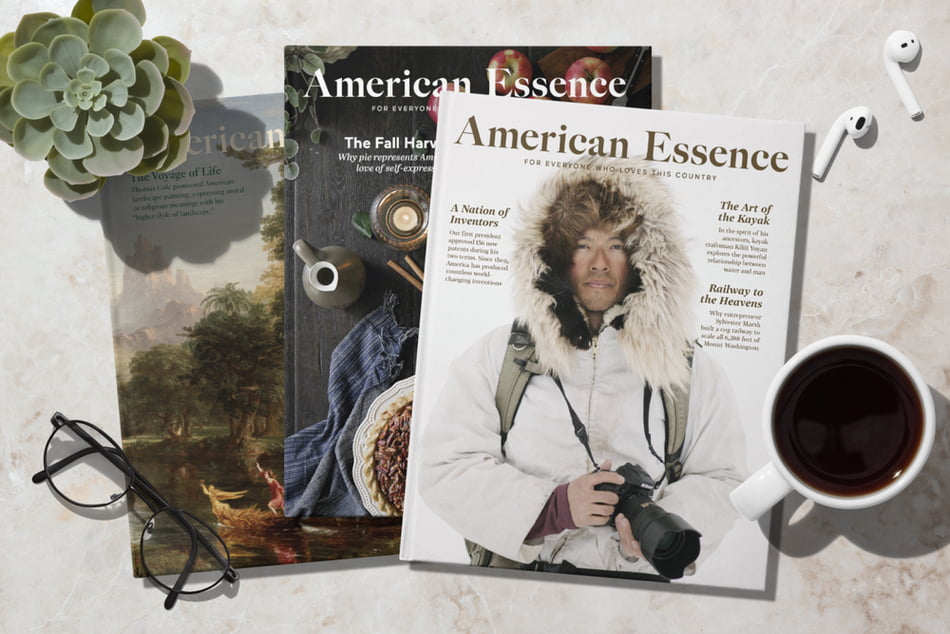 American
The Voyage of Life
Thomas Cole pioneered American
landscape painting, expressing moral
or religious meanings with his
"higher style of landscape."
American Essence
FOR EVERYONE
The Fall Harv
Why pie represents Am
love of self-express
American Essence
FOR EVERYONE WHO LOVES THIS COUNTRY
A Nation of
Inventors
Our first president
approved 156 new
patents during his
two terms. Since then,
America has produced
countless world-
changing inventions
The Art of
the Kayak
In the spirit of his
ancestors, kayak
craftsman Kiliii Yuyan
explores the powerful
relationship between
water and man
Railway to
the Heavens
Why entrepreneur
Sylvester Marsh
built a cog railway to
scale all 6,288 feet of
Mount Washington